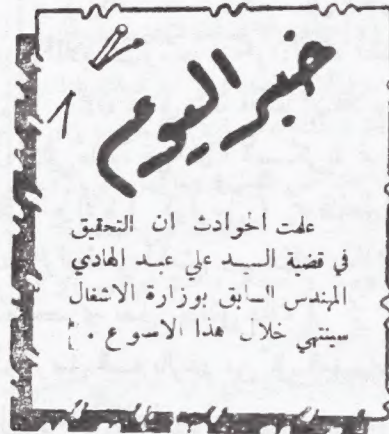 خبر اليوم
علمت الحوادث ان التحقيق
في قضية السيد علي عبد الهادي
المهندس السابق بوزارة الاشغال
سينتهي خلال هذا الاسبوع .